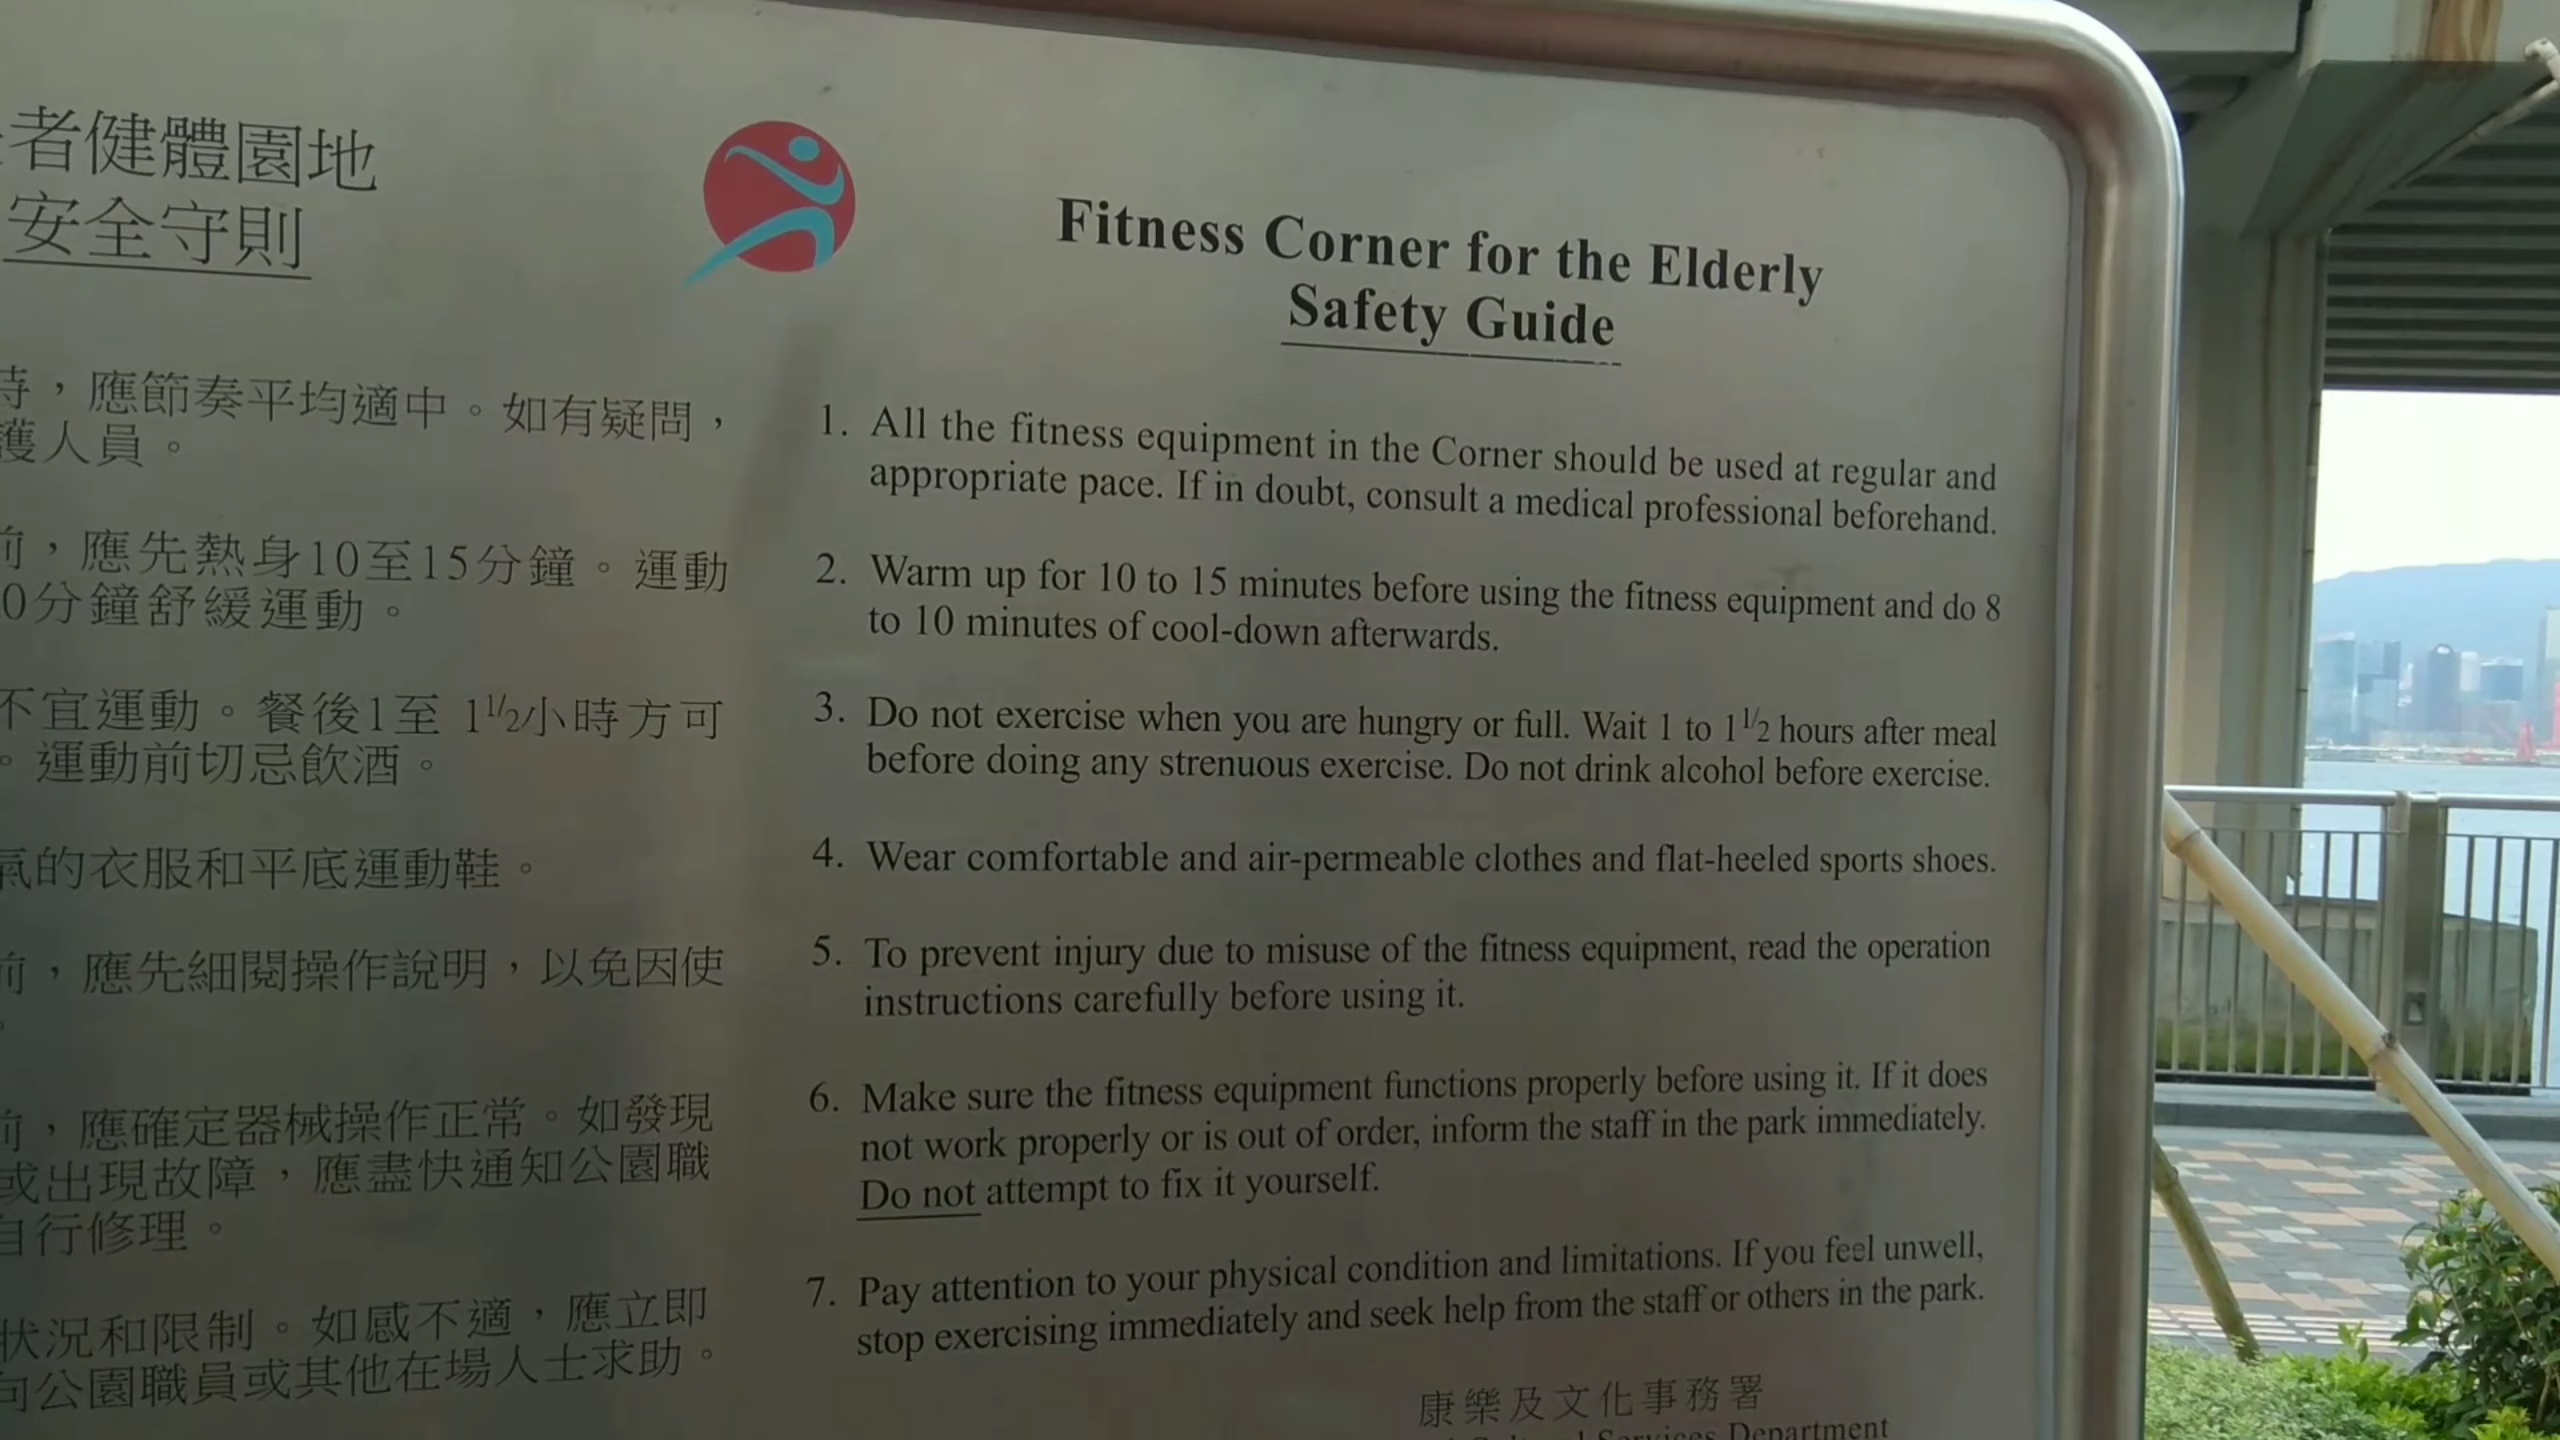 者健體園地
安全守則
時，應節奏平均適中。如有疑問，
護人員。
前，應先熱身10至15分鐘。運動
0分鐘舒緩運動。
不宜運動。餐後1至 1 1/2小時方可
。運動前切忌飲酒。
氣的衣服和平底運動鞋。
前，應先細閱操作說明，以免因使
前，應確定器械操作正常。如發現
或出現故障，應盡快通知公園職
自行修理。
狀況和限制。如感不適，應立即
向公園職員或其他在場人士求助。
Fitness Corner for the Elderly
Safety Guide
1. All the fitness equipment in the Corner should be used at regular and
appropriate pace. If in doubt, consult a medical professional beforehand.
2. Warm up for 10 to 15 minutes before using the fitness equipment and do 8
to 10 minutes of cool-down afterwards.
3. Do not exercise when you are hungry or full. Wait 1 to 1 1/2 hours after meal
before doing any strenuous exercise. Do not drink alcohol before exercise.
4. Wear comfortable and air-permeable clothes and flat-heeled sports shoes.
5. To prevent injury due to misuse of the fitness equipment, read the operation
instructions carefully before using it.
6. Make sure the fitness equipment functions properly before using it. If it does
not work properly or is out of order, inform the staff in the park immediately.
Do not attempt to fix it yourself.
7. Pay attention to your physical condition and limitations. If you feel unwell,
stop exercising immediately and seek help from the staff or others in the park.
康樂及文化事務署
Services Department